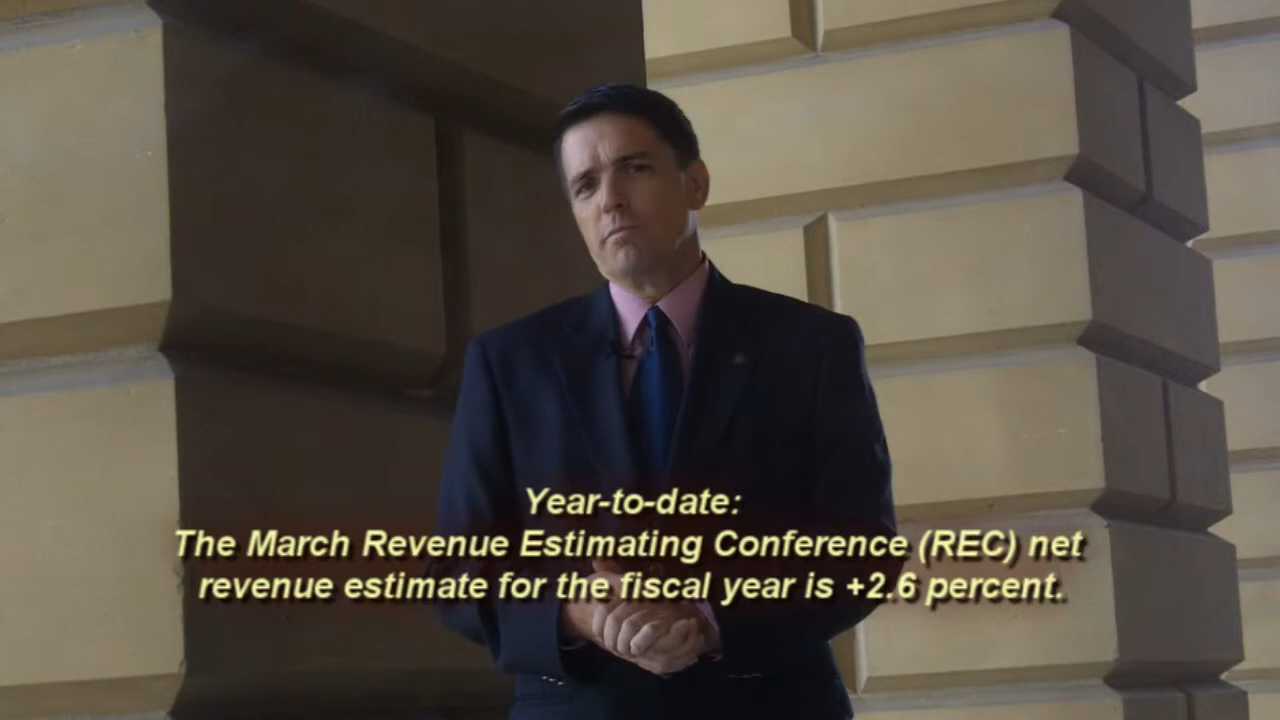 Year-to-date:
The March Revenue Estimating Conference (REC) net
revenue estimate for the fiscal year is +2.6 percent.